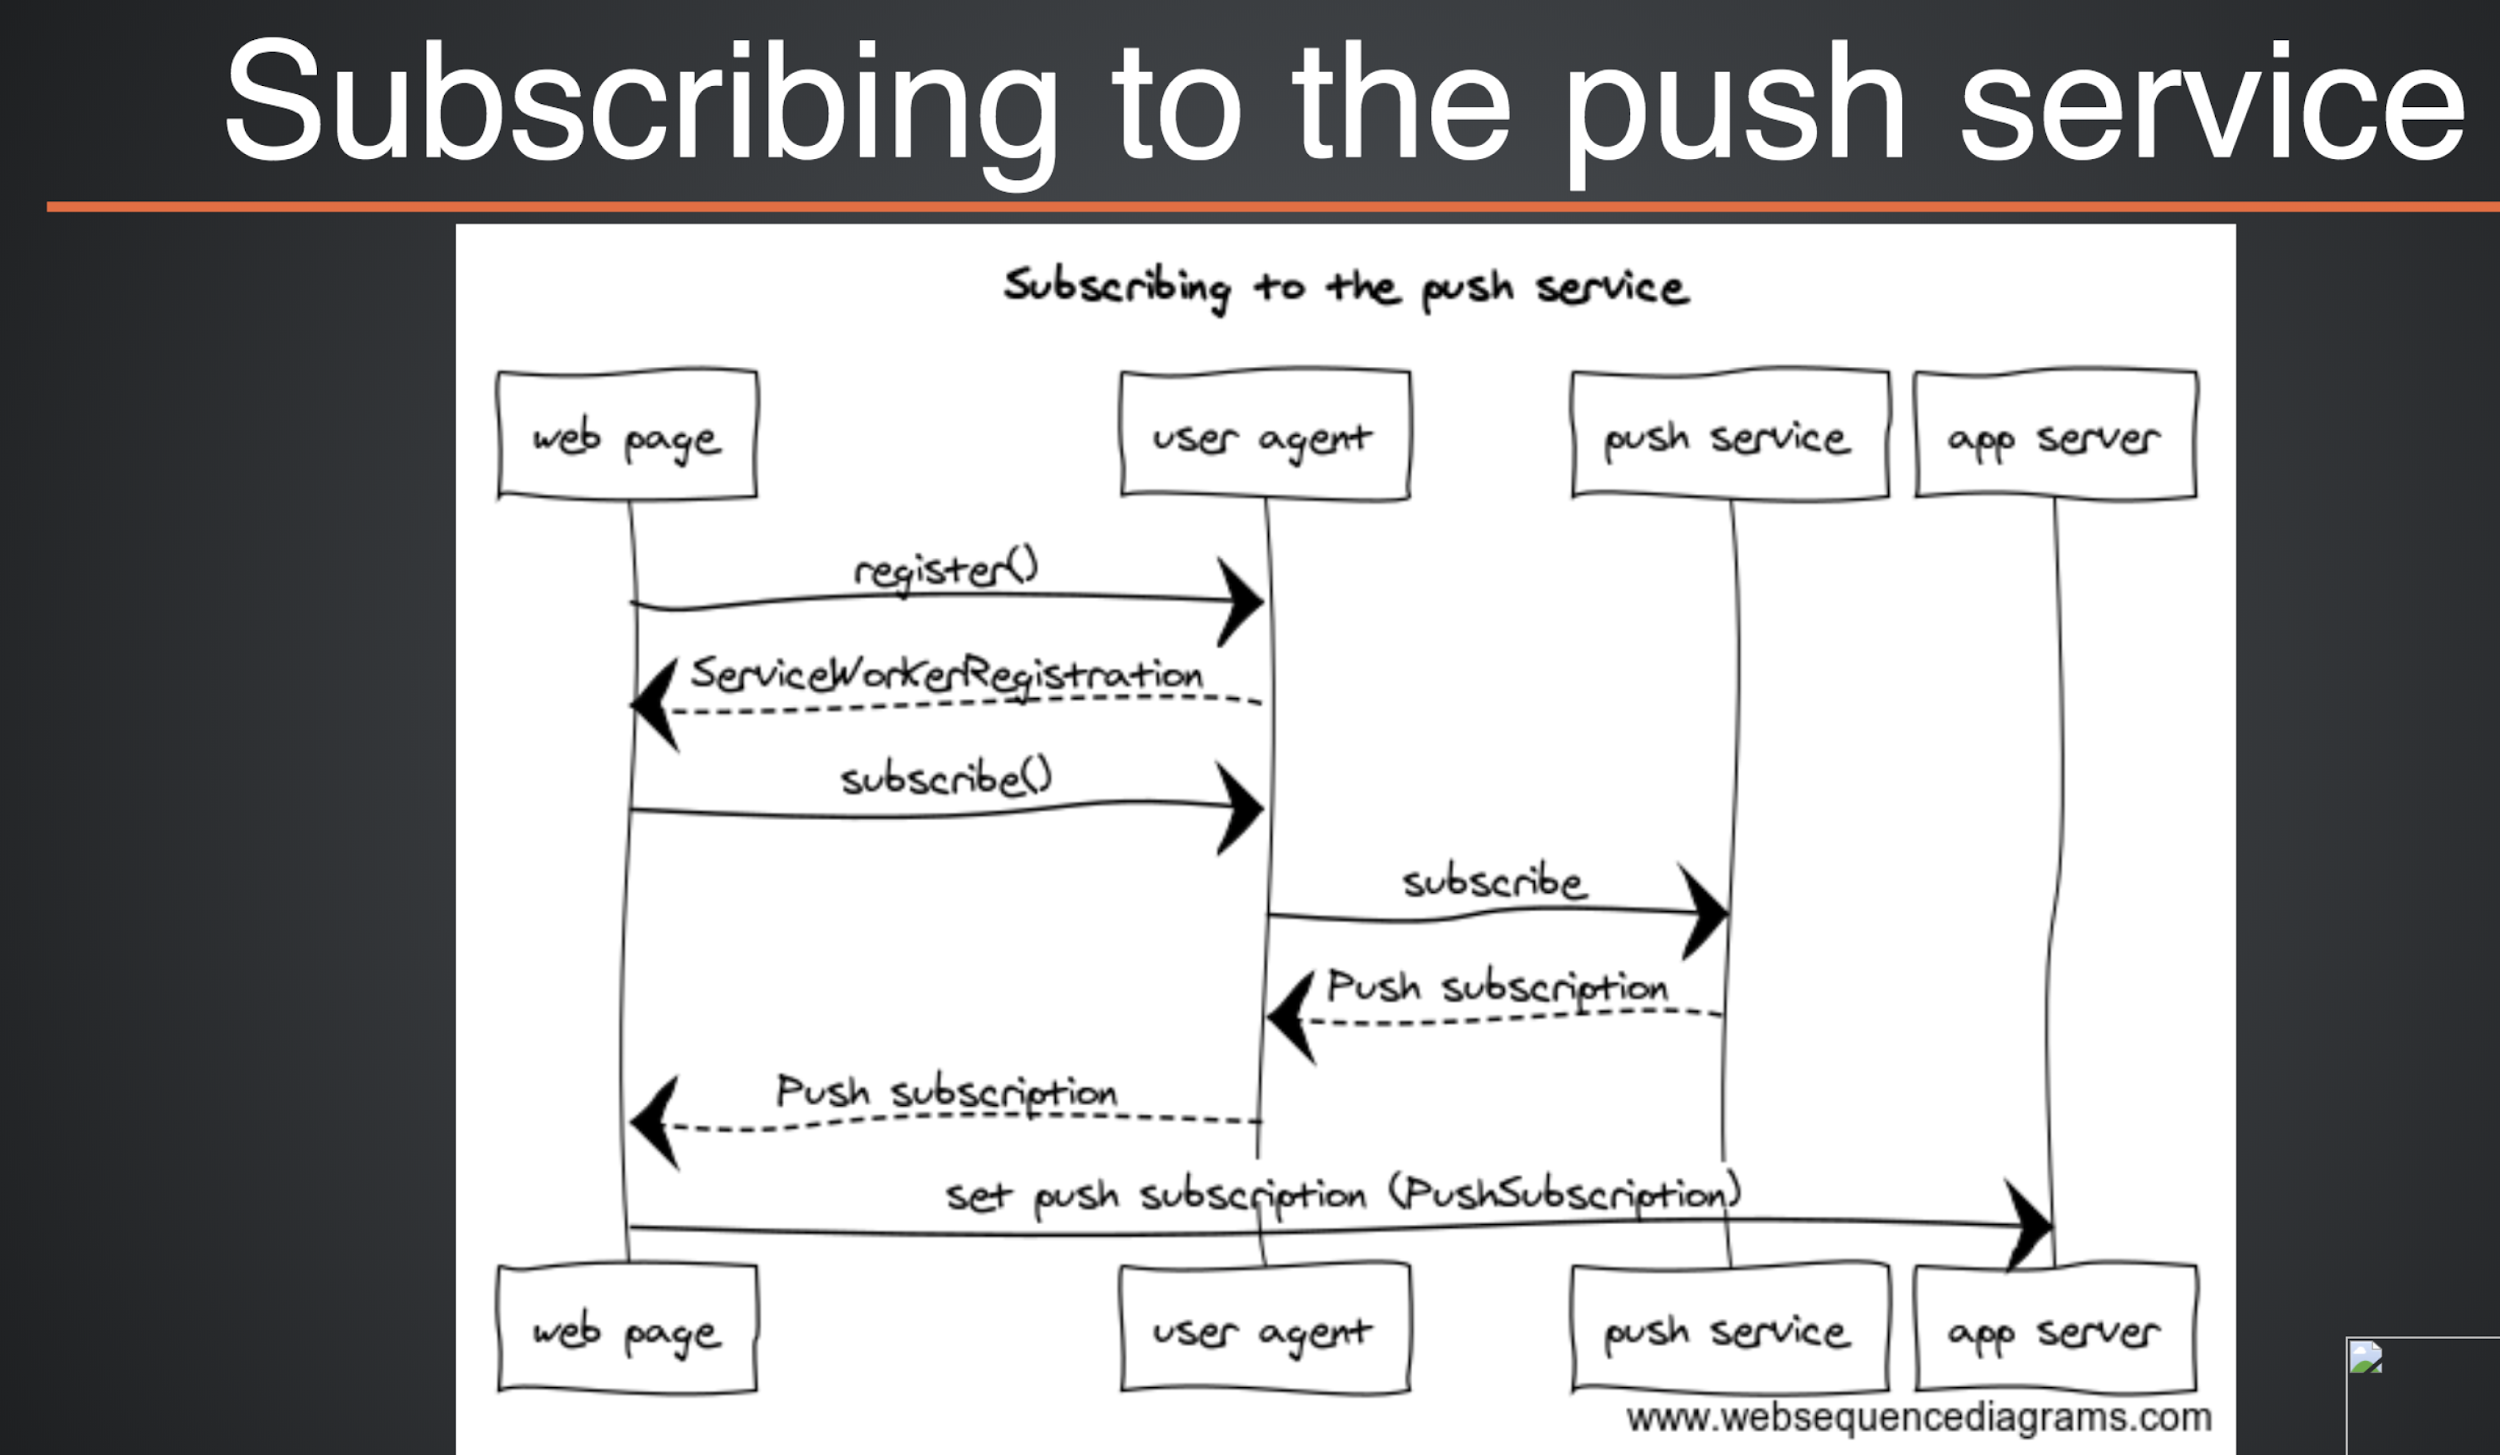 Subscribing to the push service
Subscribing to the push service
web page
user agent
push service
app server
register()
ServiceWorkerRegistration
subscribe()
subscribe
Push subscription
Push subscription
set push subscription (PushSubscription)
web page
user agent
push service
app server
www.websequencediagrams.com